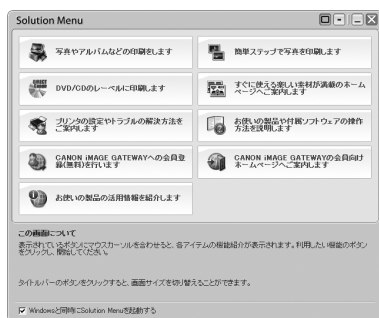 Solution Menu
写真やアルバムなどの印刷をします
簡単ステップで写真を印刷します
DVD/CDのレーベルに印刷します
すぐに使える楽しい素材が満載のホーム
ページへご案内します
プリンタの設定やトラブルの解決方法を
ご案内します
お使いの製品や付属ソフトウェアの操作
方法を説明します
CANON iMAGE GATEWAYへの会員登
録(無料)を行います
CANON iMAGE GATEWAYの会員向け
ホームページへご案内します
お使いの製品の活用情報を紹介します
この画面について
表示されているボタンにマウスカーソルを合わせると、各ア
イテムの機能紹介が表示されます。利用したい機能のボタン
をクリックし、開始してください。
タイトルバーのボタンをクリックすると、画面サイズを切り替
えることができます。
Windowsと同時にSolution Menuを起動する